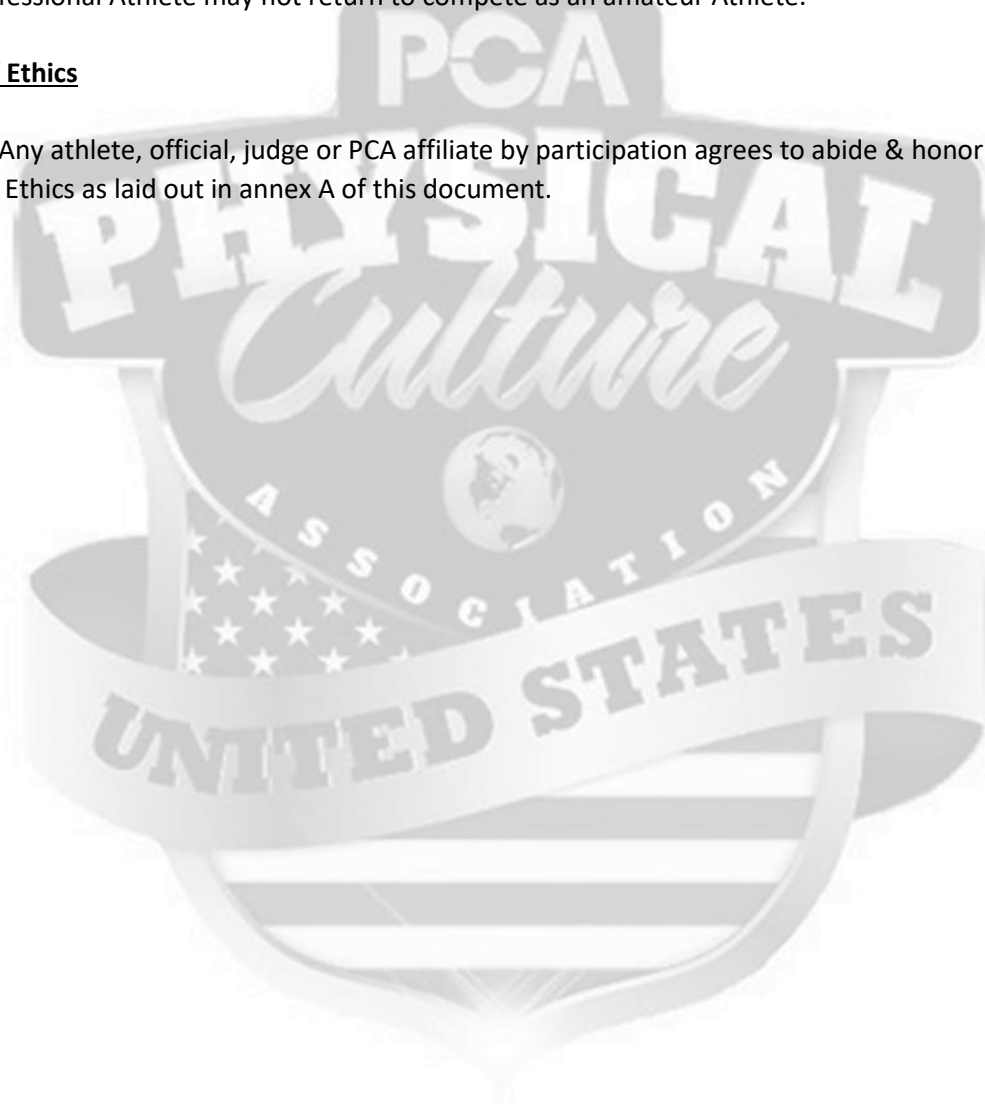 fessional Athlete may not return to compete as an amateur Athlete.
Ethics
Any athlete, official, judge or PCA affiliate by participation agrees to abide & honor
Ethics as laid out in annex A of this document.
PCA
PHYSICAL
Culture
ASSOCIATION
UNITED STATES